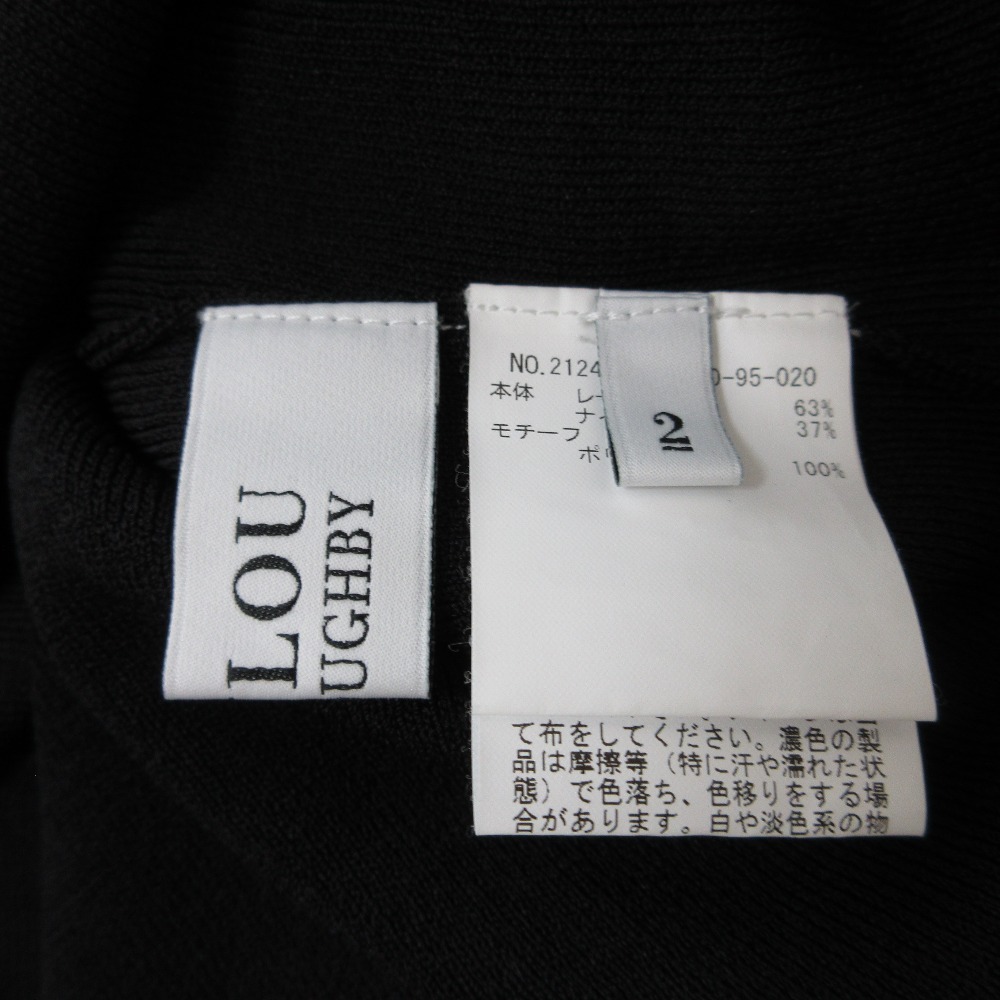 LOU
UGHBY
NO.2124 0-95-020
本体 レ 63%
ナイ 37%
モチーフ
ポリ 100%
2
て布をしてください。濃色の製
品は摩擦等（特に汗や濡れた状
態）で色落ち、色移りをする場
合があります。白や淡色系の物